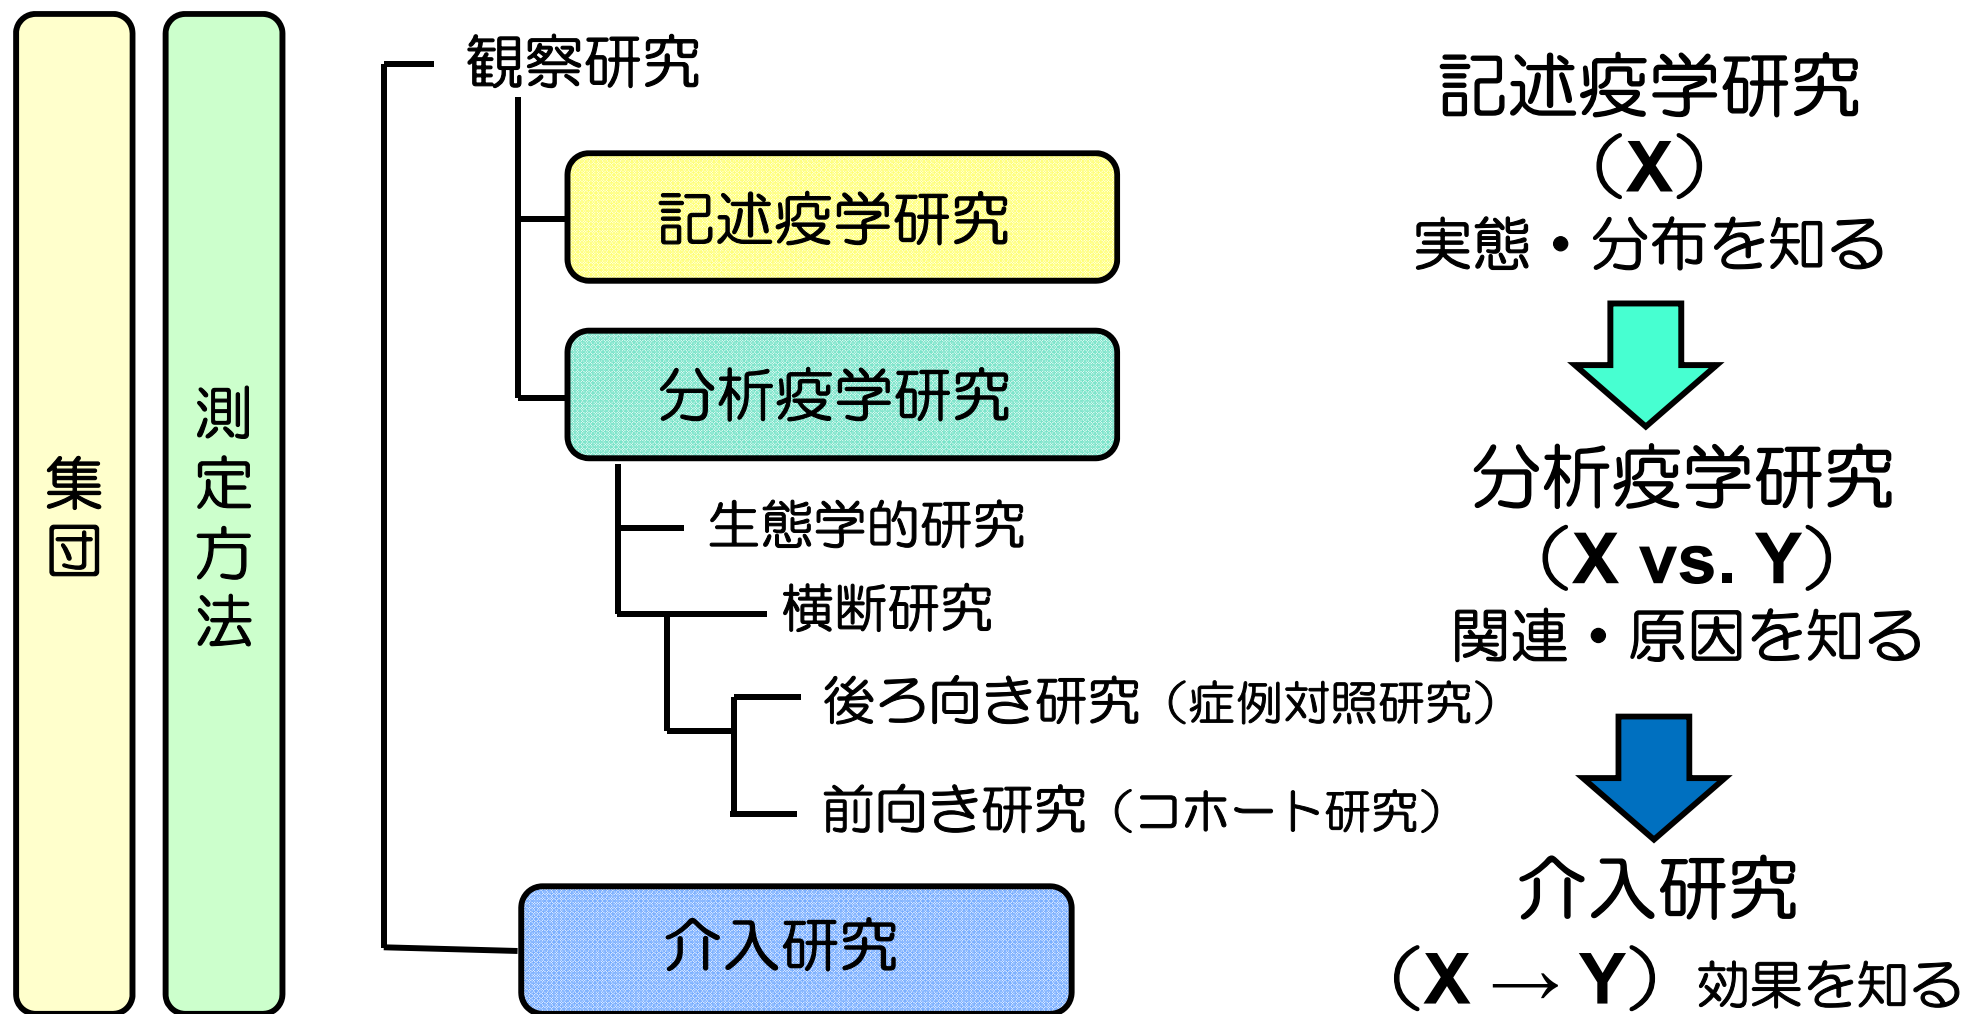 集団
測定方法
観察研究
記述疫学研究
分析疫学研究
生態学的研究
横断研究
後ろ向き研究（症例対照研究）
前向き研究（コホート研究）
介入研究
記述疫学研究
（X）
実態・分布を知る
分析疫学研究
（X vs. Y）
関連・原因を知る
介入研究
（X → Y）効果を知る